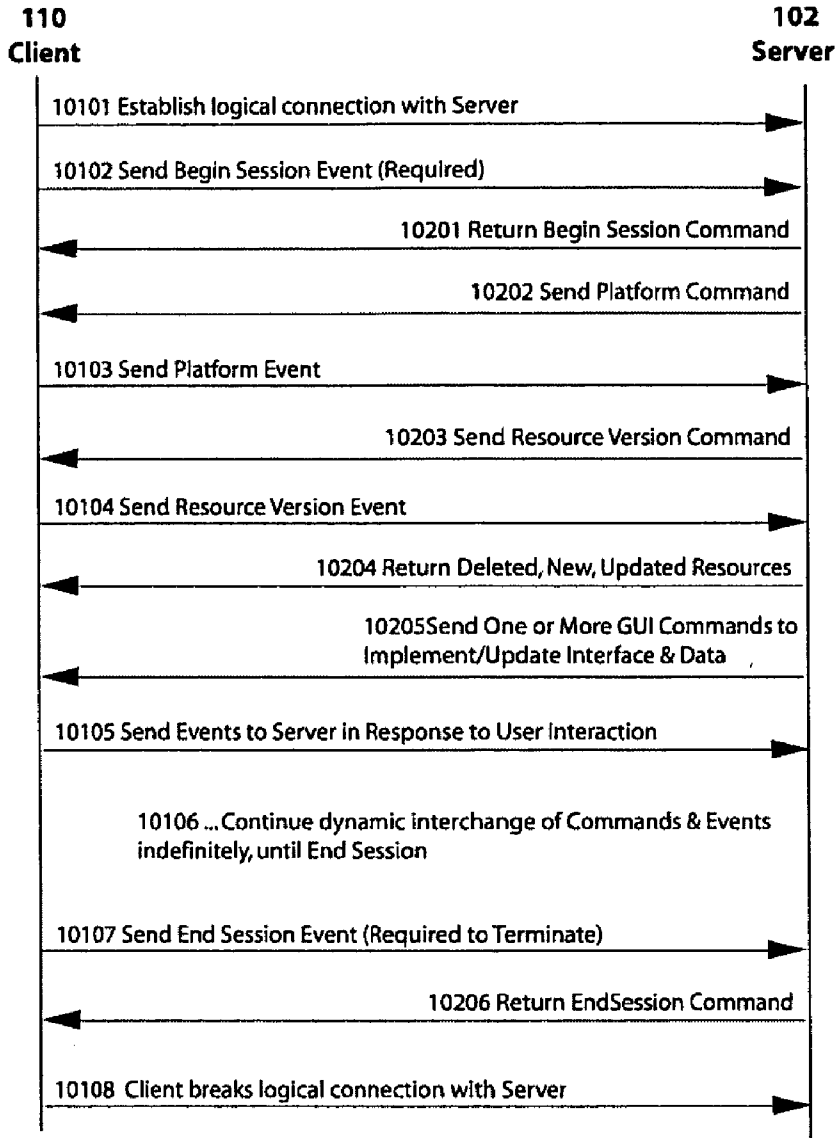 110
Client
102
Server
10101 Establish logical connection with Server
10102 Send Begin Session Event (Required)
10201 Return Begin Session Command
10202 Send Platform Command
10103 Send Platform Event
10203 Send Resource Version Command
10104 Send Resource Version Event
10204 Return Deleted, New, Updated Resources
10205Send One or More GUI Commands to
Implement/Update Interface & Data
10105 Send Events to Server in Response to User Interaction
10106 ...Continue dynamic interchange of Commands & Events
indefinitely, until End Session
10107 Send End Session Event (Required to Terminate)
10206 Return EndSession Command
10108 Client breaks logical connection with Server